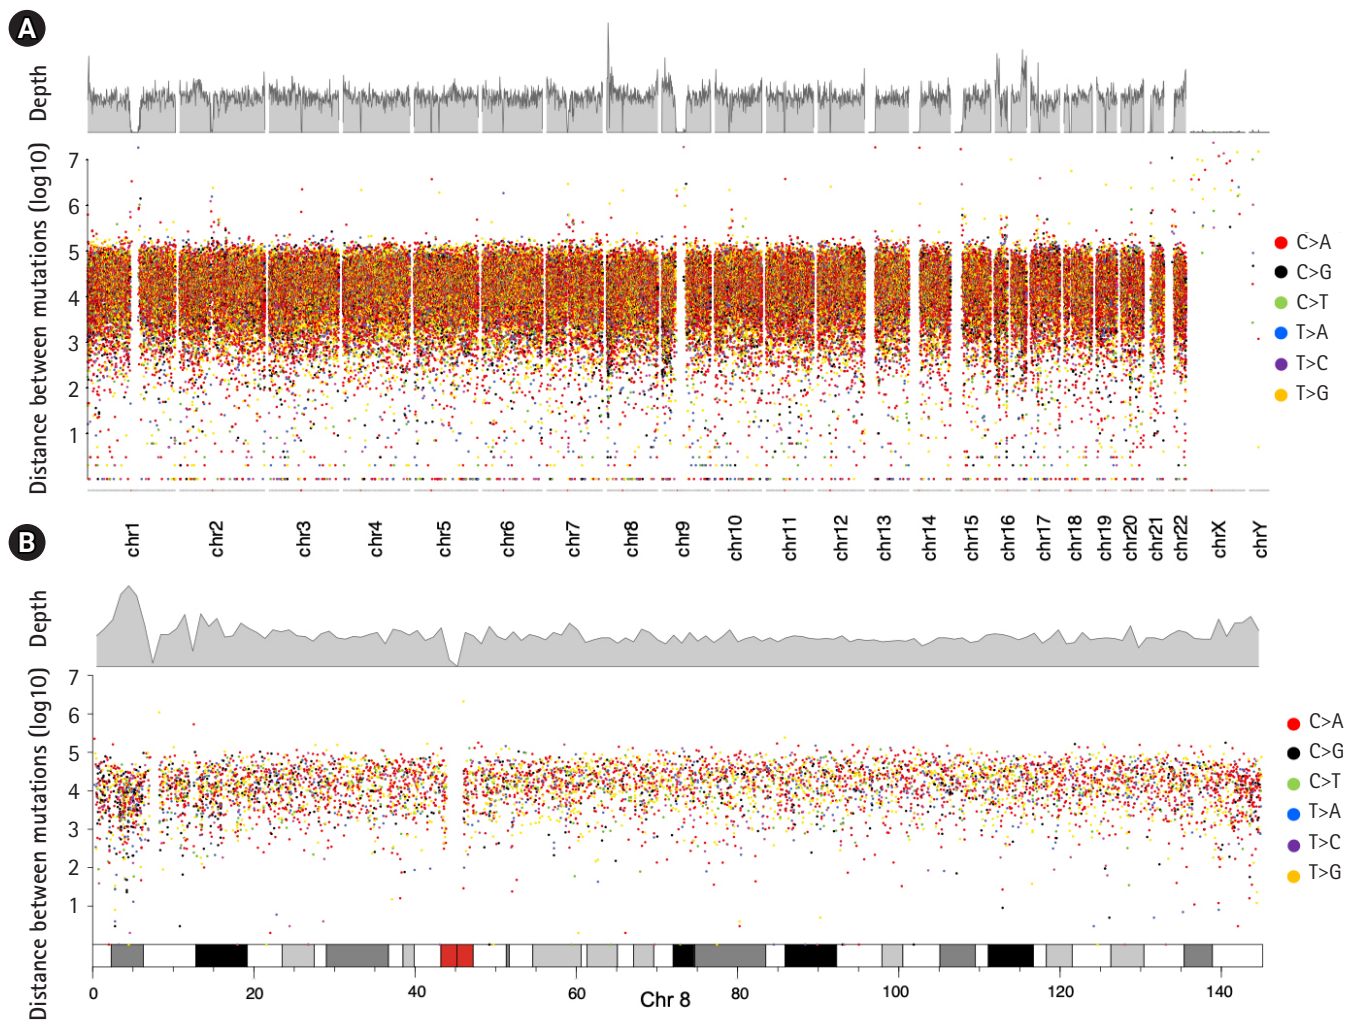 A
Depth
Distance between mutations (log10)
7
6
5
4
3
2
1
C>A
C>G
C>T
T>A
T>C
T>G
chr1 chr2 chr3 chr4 chr5 chr6 chr7 chr8 chr9 chr10 chr11 chr12 chr13 chr14 chr15 chr16 chr17 chr18 chr19 chr20 chr21 chr22 chrX chrY
B
Depth
Distance between mutations (log10)
7
6
5
4
3
2
1
C>A
C>G
C>T
T>A
T>C
T>G
0 20 40 60 80 100 120 140
Chr 8